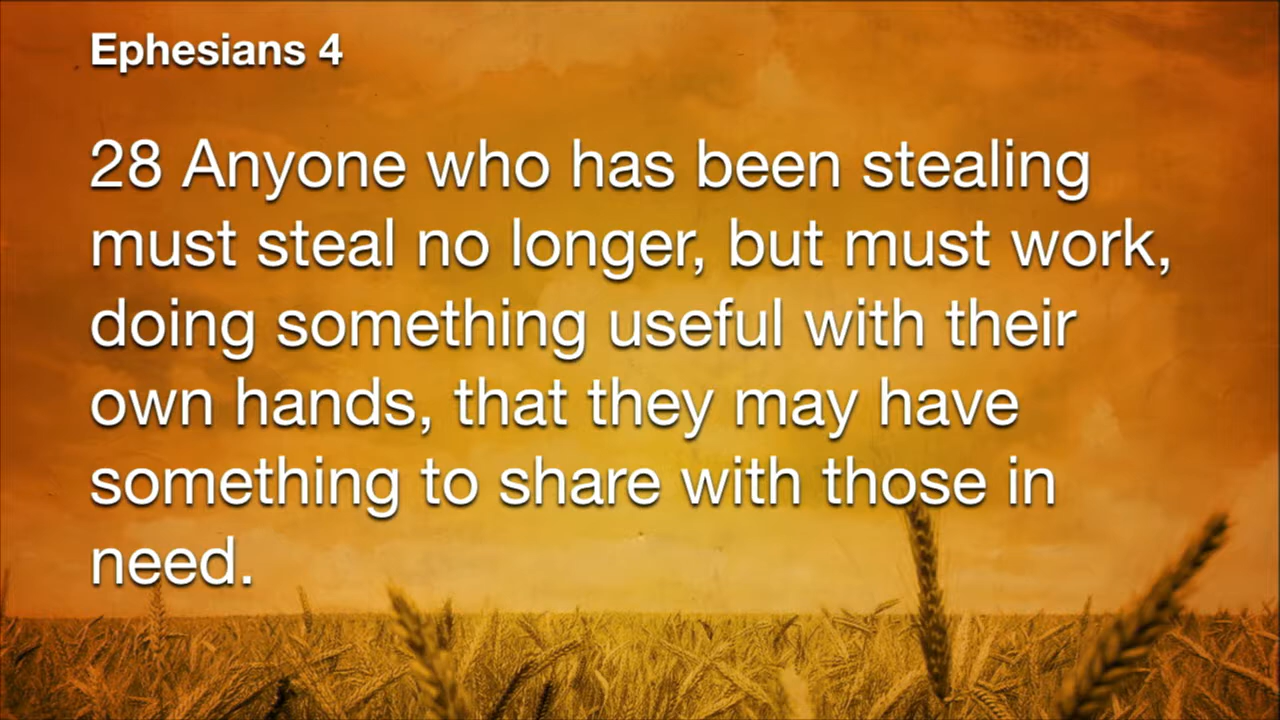 Ephesians 4
28 Anyone who has been stealing
must steal no longer, but must work,
doing something useful with their
own hands, that they may have
something to share with those in
need.